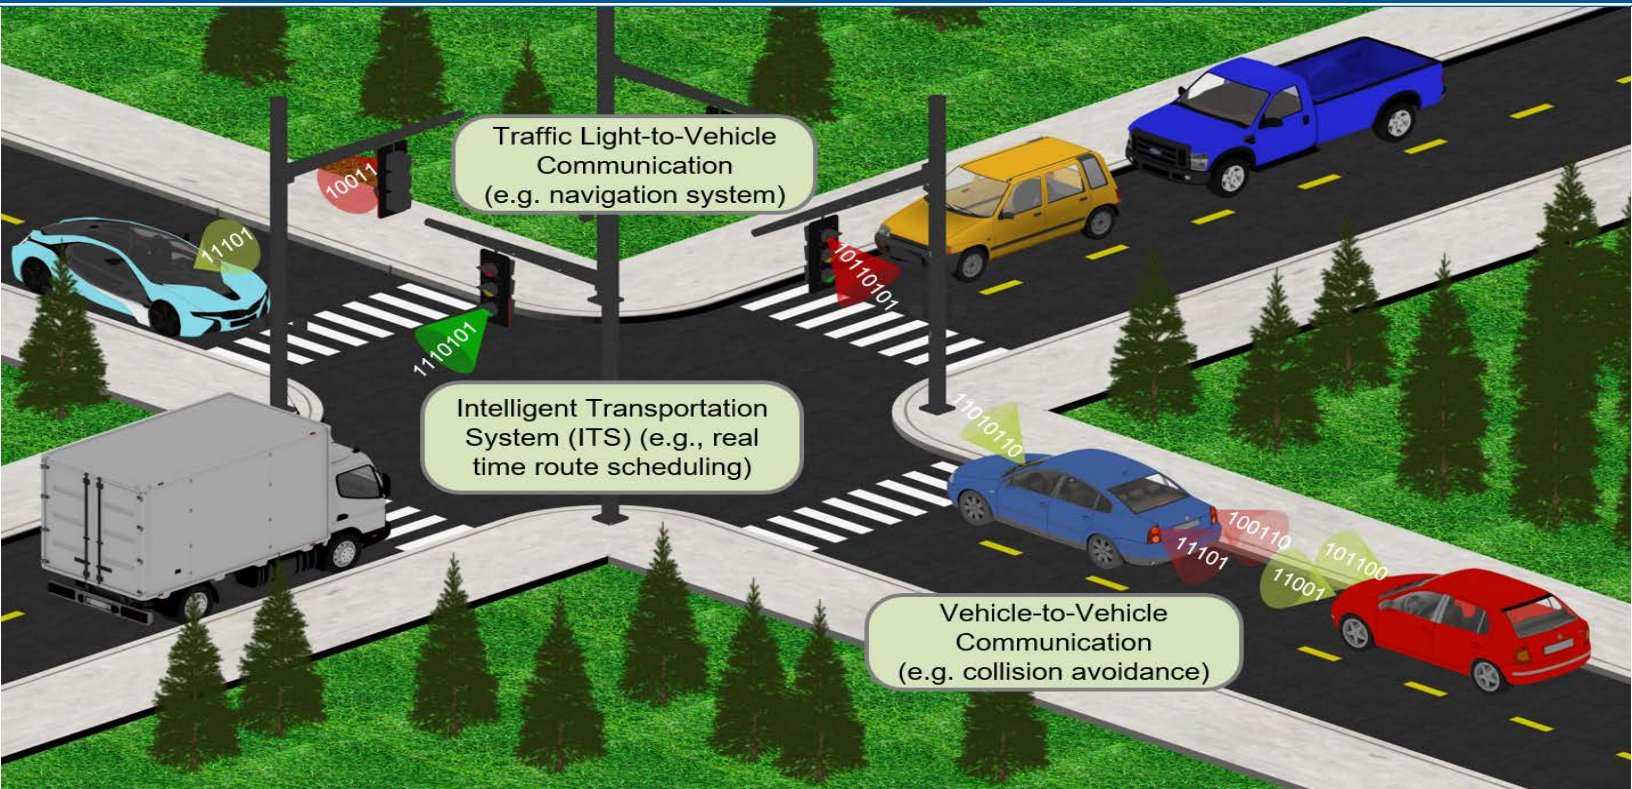 Traffic Light-to-Vehicle
Communication
(e.g. navigation system)
10011
11101
10110101
1110101
Intelligent Transportation
System (ITS) (e.g., real
time route scheduling)
11010110
100110
11101
101100
11001
Vehicle-to-Vehicle
Communication
(e.g. collision avoidance)